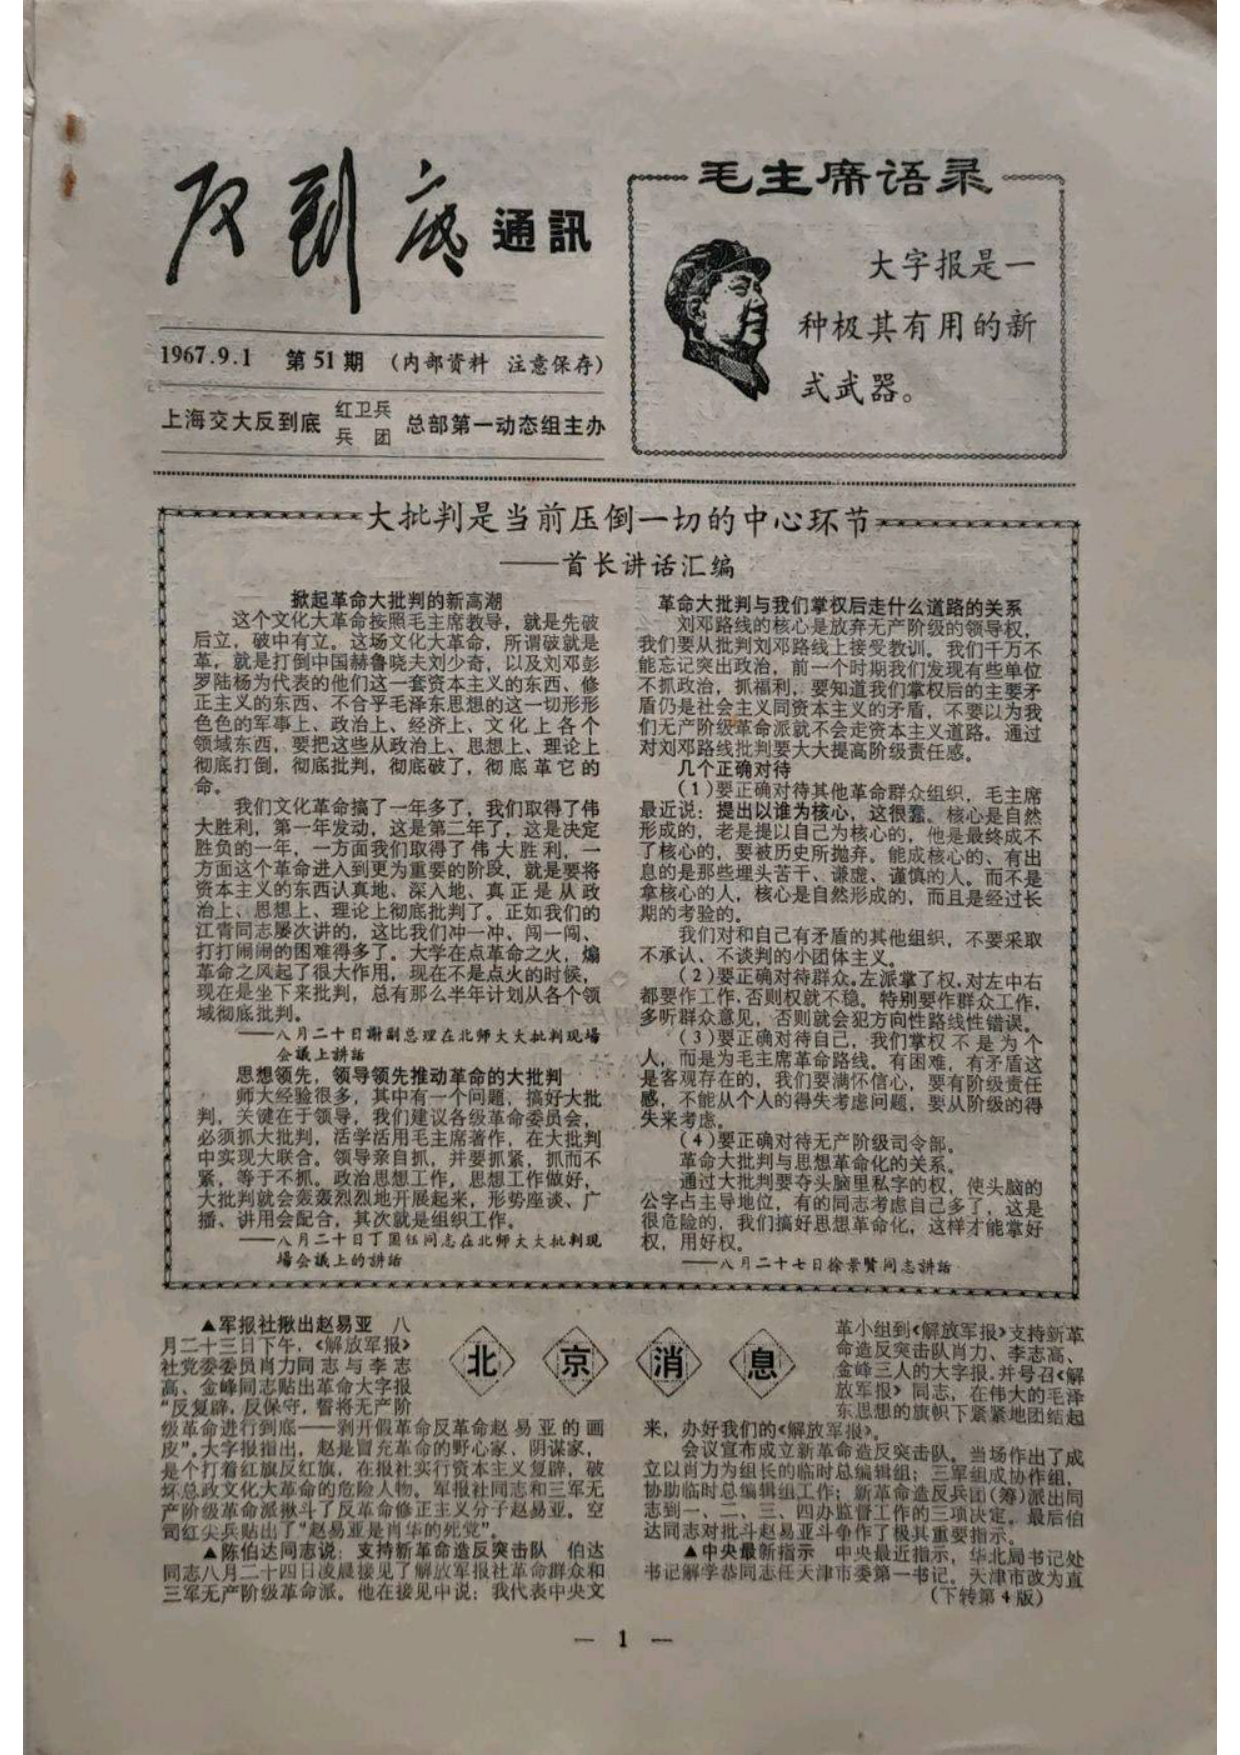 反到底通訊
1967.9.1 第51期 (内部资料 注意保存)
上海交大反到底 红卫兵 兵团 总部第一动态组主办
毛主席语录
大字报是一
种极其有用的新
式武器。
大批判是当前压倒一切的中心环节
——首长讲话汇编
掀起革命大批判的新高潮
这个文化大革命按照毛主席教导，就是先破
后立，破中有立。这场文化大革命，所谓破就是
革，就是打倒中国赫鲁晓夫刘少奇，以及刘邓彭
罗陆杨为代表的他们这一套资本主义的东西、修
正主义的东西、不合乎毛泽东思想的这一切形形
色色的军事上、政治上、经济上、文化上各个
领域东西，要把这些从政治上、思想上、理论上
彻底打倒，彻底批判，彻底破了，彻底革它的
命。
我们文化革命搞了一年多了，我们取得了伟
大胜利，第一年发动，这是第二年了，这是决定
胜负的一年，一方面我们取得了伟大胜利，一
方面这个革命进入到更为重要的阶段，就是要将
资本主义的东西认真地、深入地、真正是从政
治上、思想上、理论上彻底批判了。正如我们的
江青同志屡次讲的，这比我们冲一冲、闯一闯、
打打闹闹的困难得多了。大学在点革命之火，煽
革命之风起了很大作用，现在不是点火的时候，
现在是坐下来批判，总有那么半年计划从各个领
域彻底批判。
——八月二十日謝副总理在北师大大批判现場
会議上講話
思想领先，领导领先推动革命的大批判
师大经验很多，其中有一个问题，搞好大批
判，关键在于领导，我们建议各级革命委员会，
必须抓大批判，活学活用毛主席著作，在大批判
中实现大联合。领导亲自抓，并要抓紧，抓而不
紧，等于不抓。政治思想工作，思想工作做好，
大批判就会轰轰烈烈地开展起来，形势座谈、广
播、讲用会配合，其次就是组织工作。
——八月二十日丁国钰同志在北师大大批判现
場会議上的講話
革命大批判与我们掌权后走什么道路的关系
刘邓路线的核心是放弃无产阶级的领导权，
我们要从批判刘邓路线上接受教训。我们千万不
能忘记突出政治，前一个时期我们发现有些单位
不抓政治，抓福利，要知道我们掌权后的主要矛
盾仍是社会主义同资本主义的矛盾，不要以为我
们无产阶级革命派就不会走资本主义道路。通过
对刘邓路线批判要大大提高阶级责任感。
几个正确对待
(1)要正确对待其他革命群众组织，毛主席
最近说：提出以谁为核心，这很蠢。核心是自然
形成的，老是提以自己为核心的，他是最终成不
了核心的，要被历史所抛弃。能成核心的、有出
息的是那些埋头苦干、谦虚、谨慎的人。而不是
拿核心的人，核心是自然形成的，而且是经过长
期的考验的。
我们对和自己有矛盾的其他组织，不要采取
不承认、不谈判的小团体主义。
(2)要正确对待群众。左派掌了权，对左中右
都要作工作，否则权就不稳。特别要作群众工作，
多听群众意见，否则就会犯方向性路线性错误。
(3)要正确对待自己，我们掌权不是为个
人，而是为毛主席革命路线。有困难，有矛盾这
是客观存在的，我们要满怀信心，要有阶级责任
感，不能从个人的得失考虑问题，要从阶级的得
失来考虑。
(4)要正确对待无产阶级司令部。
革命大批判与思想革命化的关系。
通过大批判要夺头脑里私字的权，使头脑的
公字占主导地位，有的同志考虑自己多了，这是
很危险的，我们搞好思想革命化，这样才能掌好
权，用好权。
——八月二十七日徐景賢同志講話
北京消息
▲军报社揪出赵易亚 八
月二十三日下午，《解放军报》
社党委委员肖力同志与李志
高、金峰同志贴出革命大字报
“反复辟，反保守，誓将无产阶
级革命进行到底——剥开假革命反革命赵易亚的画
皮”。大字报指出，赵是冒充革命的野心家、阴谋家，
是个打着红旗反红旗，在报社实行资本主义复辟，破
坏总政文化大革命的危险人物。军报社同志和三军无
产阶级革命派揪斗了反革命修正主义分子赵易亚。空
司红尖兵贴出了“赵易亚是肖华的死党”。
▲陈伯达同志说：支持新革命造反突击队 伯达
同志八月二十四日凌晨接见了解放军报社革命群众和
三军无产阶级革命派。他在接见中说：我代表中央文
革小组到《解放军报》支持新革
命造反突击队肖力、李志高、
金峰三人的大字报，并号召《解
放军报》同志，在伟大的毛泽
东思想的旗帜下紧紧地团结起
来，办好我们的《解放军报》。
会议宣布成立新革命造反突击队。当场作出了成
立以肖力为组长的临时总编辑组；三军组成协作组，
协助临时总编辑组工作；新革命造反兵团(筹)派出同
志到一、二、三、四办监督工作的三项决定。最后伯
达同志对批斗赵易亚斗争作了极其重要指示。
▲中央最新指示 中央最近指示，华北局书记处
书记解学恭同志任天津市委第一书记。天津市改为直
(下转第4版)
— 1 —